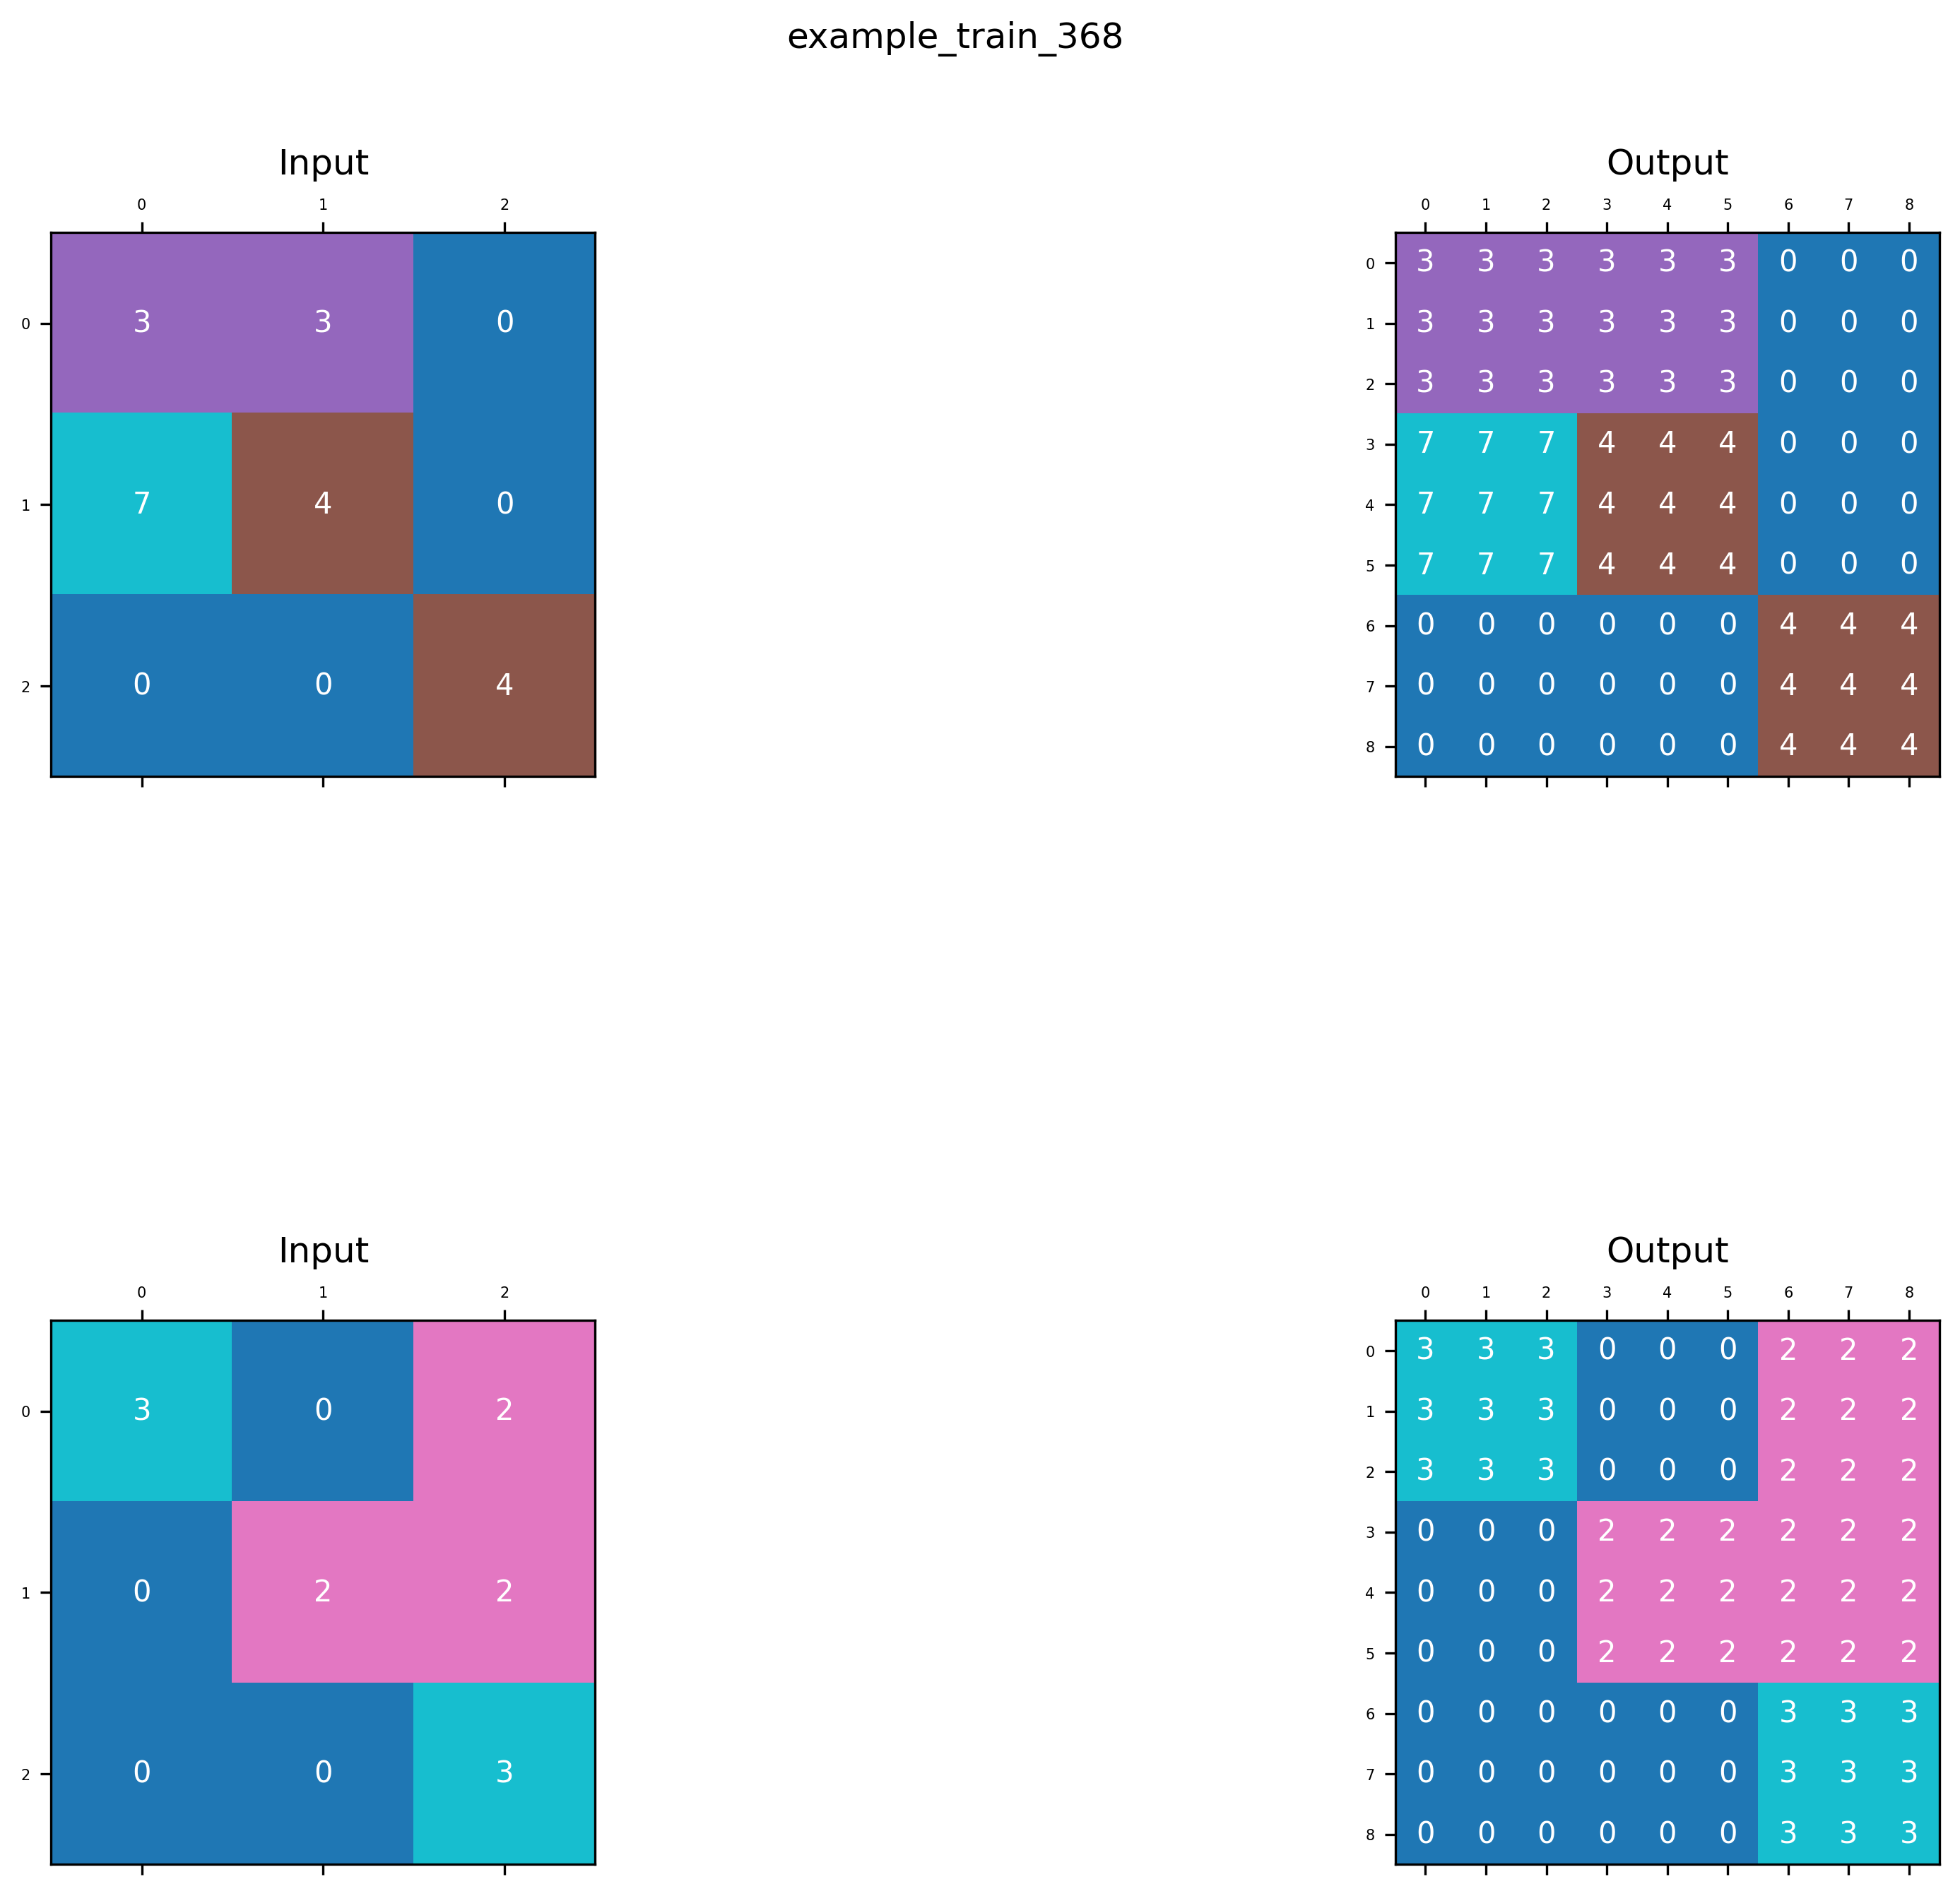 example_train_368
Input
0 1 2
0 3 3 0
1 7 4 0
2 0 0 4
Output
0 1 2 3 4 5 6 7 8
0 3 3 3 3 3 3 0 0 0
1 3 3 3 3 3 3 0 0 0
2 3 3 3 3 3 3 0 0 0
3 7 7 7 4 4 4 0 0 0
4 7 7 7 4 4 4 0 0 0
5 7 7 7 4 4 4 0 0 0
6 0 0 0 0 0 0 4 4 4
7 0 0 0 0 0 0 4 4 4
8 0 0 0 0 0 0 4 4 4
Input
0 1 2
0 3 0 2
1 0 2 2
2 0 0 3
Output
0 1 2 3 4 5 6 7 8
0 3 3 3 0 0 0 2 2 2
1 3 3 3 0 0 0 2 2 2
2 3 3 3 0 0 0 2 2 2
3 0 0 0 2 2 2 2 2 2
4 0 0 0 2 2 2 2 2 2
5 0 0 0 2 2 2 2 2 2
6 0 0 0 0 0 0 3 3 3
7 0 0 0 0 0 0 3 3 3
8 0 0 0 0 0 0 3 3 3